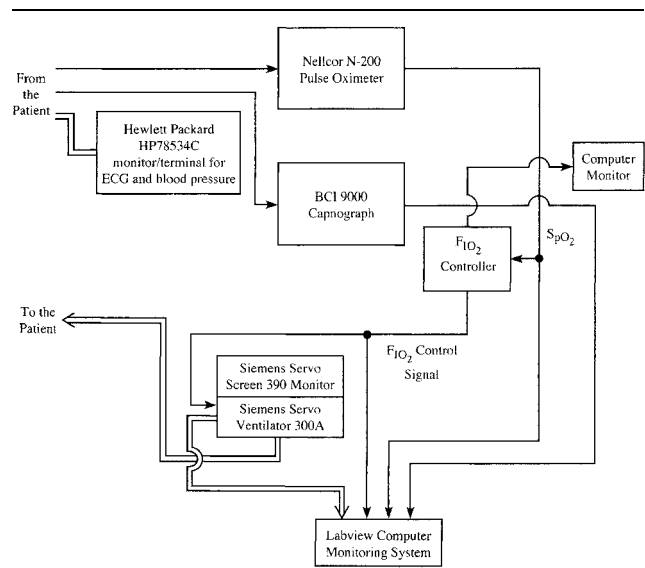 Nellcor N-200
Pulse Oximeter
From
the
Patient
Hewlett Packard
HP78534C
monitor/terminal for
ECG and blood pressure
BCI 9000
Capnograph
Computer
Monitor
FIO2
Controller
SpO2
To the
Patient
FIO2 Control
Signal
Siemens Servo
Screen 390 Monitor
Siemens Servo
Ventilator 300A
Labview Computer
Monitoring System